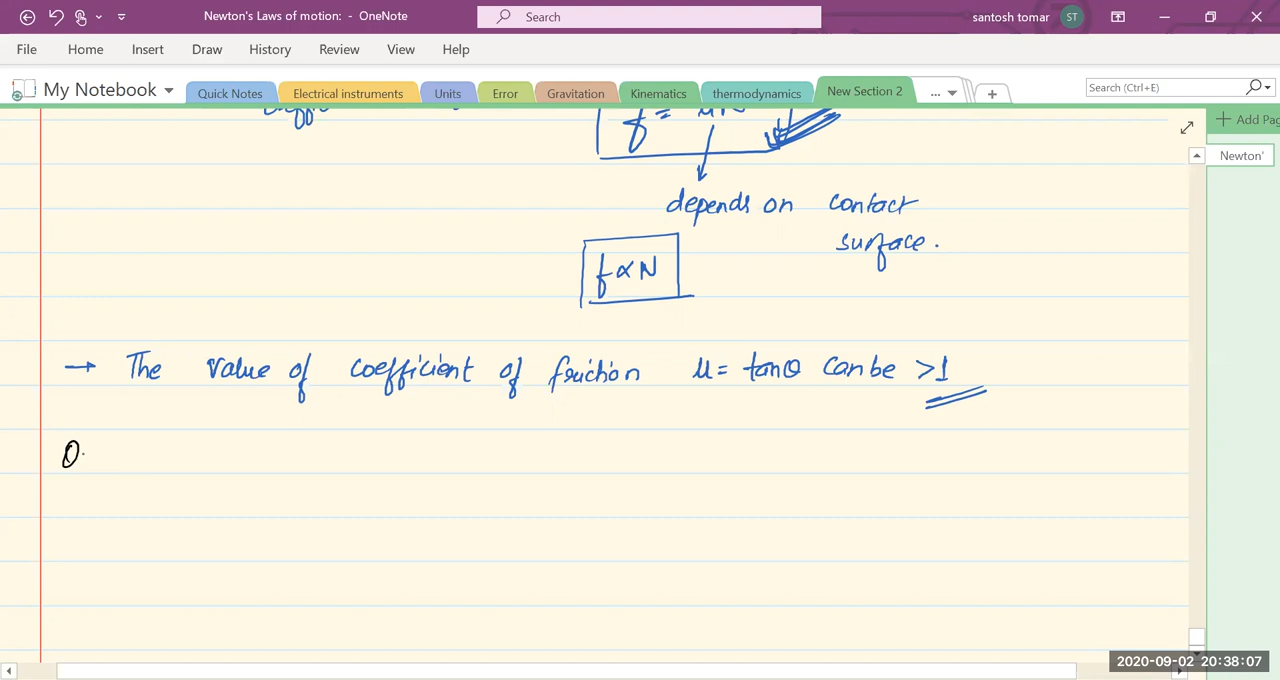 Newton's Laws of motion: - OneNote
Search
santosh tomar
ST
File Home Insert Draw History Review View Help
My Notebook
Quick Notes Electrical instruments Units Error Gravitation Kinematics thermodynamics New Section 2 ...
Search (Ctrl+E)
Add Pag
Newton'
f = μN
depends on contact
surface.
f ∝ N
→ The value of coefficient of friction μ = tanθ can be >1
2020-09-02 20:38:07